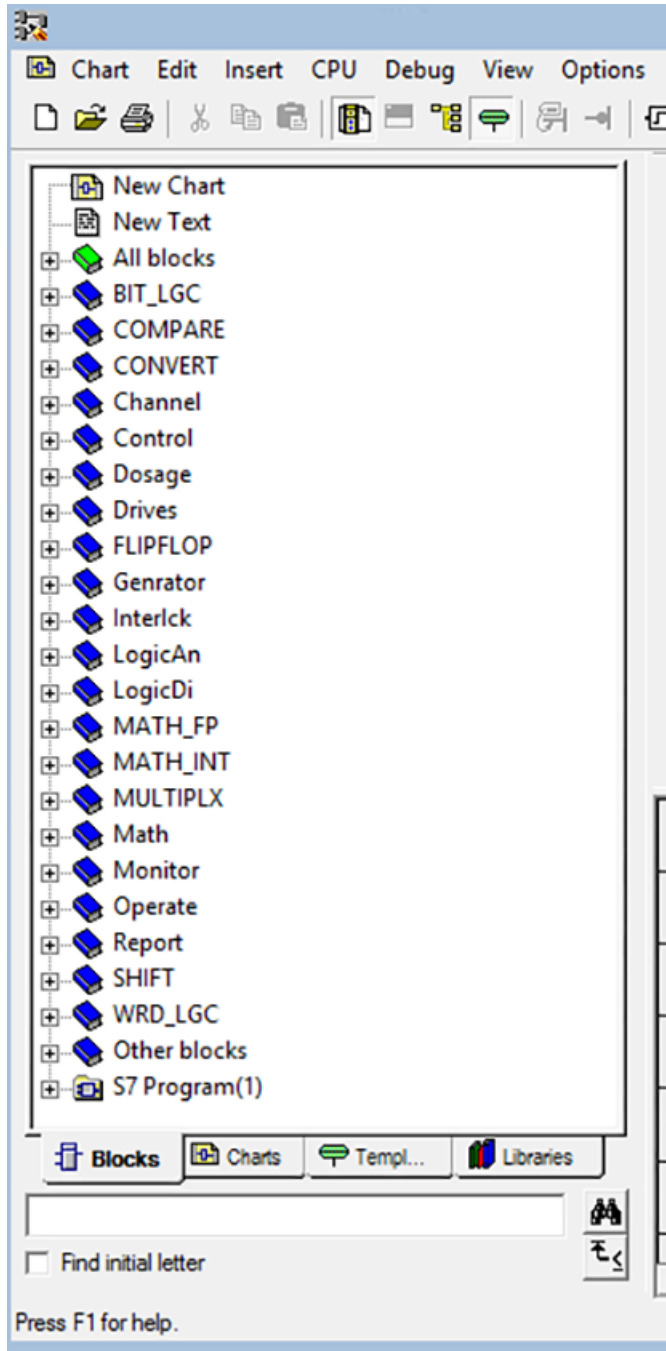 Chart Edit Insert CPU Debug View Options
New Chart
New Text
All blocks
BIT_LGC
COMPARE
CONVERT
Channel
Control
Dosage
Drives
FLIPFLOP
Genrator
Interlck
LogicAn
LogicDi
MATH_FP
MATH_INT
MULTIPLX
Math
Monitor
Operate
Report
SHIFT
WRD_LGC
Other blocks
S7 Program(1)
Blocks Charts Templ... Libraries
Find initial letter
Press F1 for help.